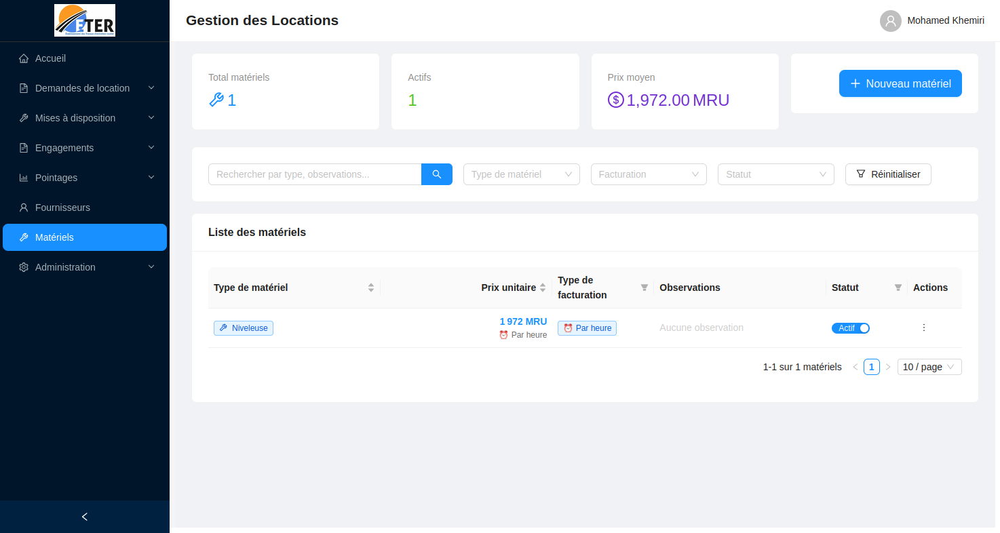 ETER
Gestion des Locations
Mohamed Khemiri
Accueil
Demandes de location
Mises à disposition
Engagements
Pointages
Fournisseurs
Matériels
Administration
Total matériels
1
Actifs
1
Prix moyen
1,972.00 MRU
Nouveau matériel
Rechercher par type, observations...
Type de matériel
Facturation
Statut
Réinitialiser
Liste des matériels
Type de matériel
Prix unitaire
Type de
facturation
Observations
Statut
Actions
Niveleuse
1 972 MRU
⏰ Par heure
⏰ Par heure
Aucune observation
Actif
1-1 sur 1 matériels
1
10 / page